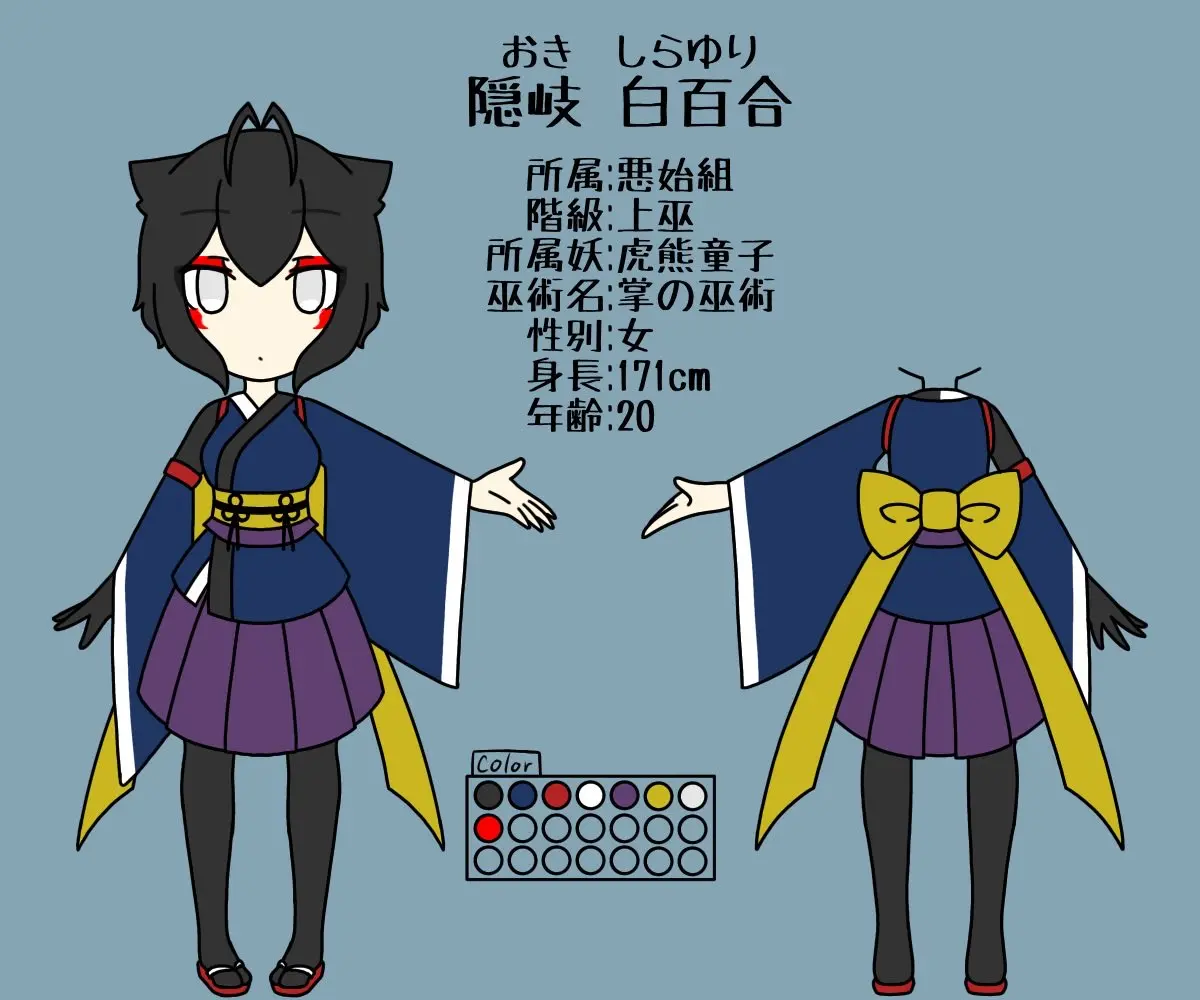 おき しらゆり
隠岐 白百合
所属:悪始組
階級:上巫
所属妖:虎熊童子
巫術名:掌の巫術
性別:女
身長:171cm
年齢:20
Color